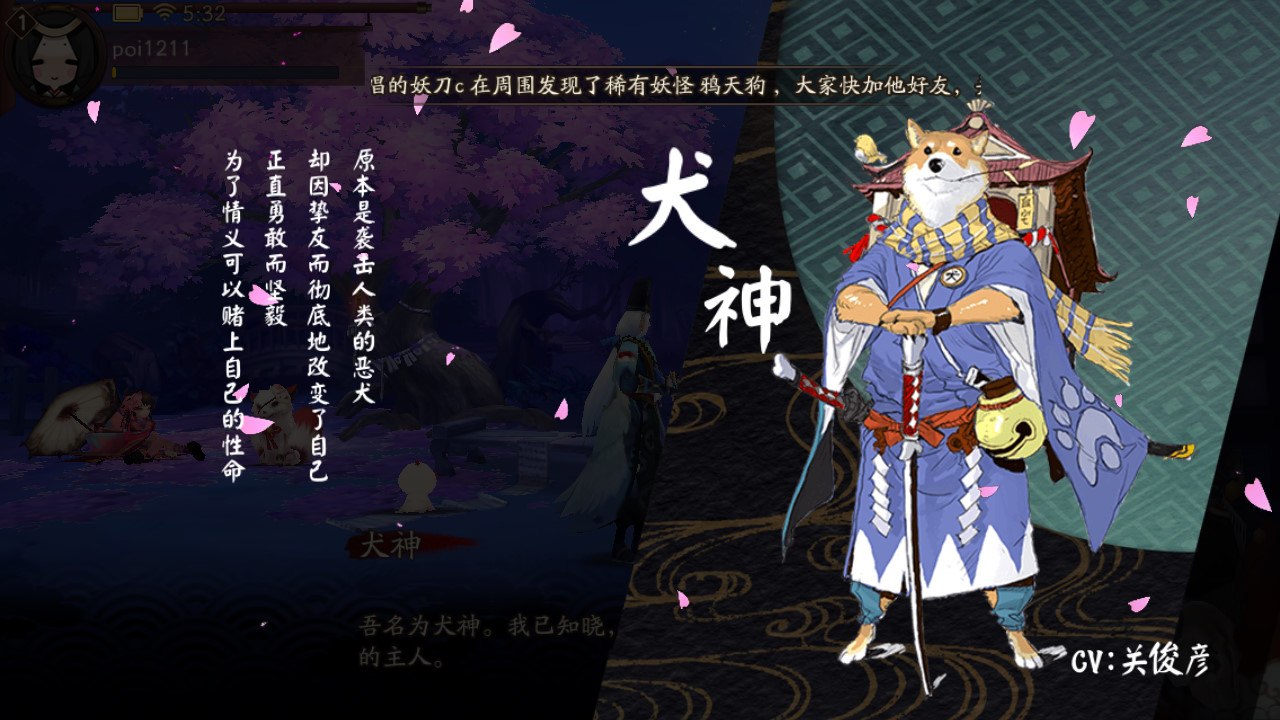 1
5:32
poi1211
昌的妖刀c 在周围发现了稀有妖怪 鸦天狗，大家快加他好友，
原本是袭击人类的恶犬
却因挚友而彻底地改变了自己
正直勇敢而坚毅
为了情义可以赌上自己的性命
犬神
犬
犬神
吾名为犬神。我已知晓，
的主人。
CV:关俊彦